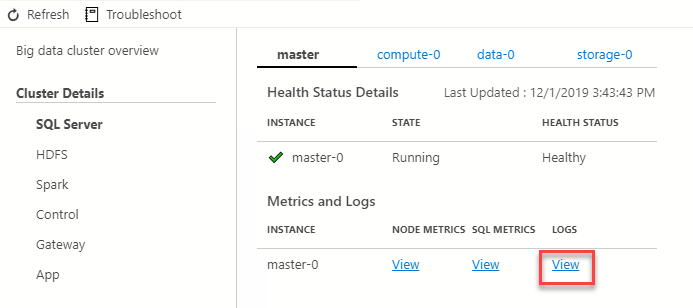 Refresh Troubleshoot
Big data cluster overview
Cluster Details
SQL Server
HDFS
Spark
Control
Gateway
App
master compute-0 data-0 storage-0
Health Status Details Last Updated : 12/1/2019 3:43:43 PM
INSTANCE STATE HEALTH STATUS
master-0 Running Healthy
Metrics and Logs
INSTANCE NODE METRICS SQL METRICS LOGS
master-0 View View View